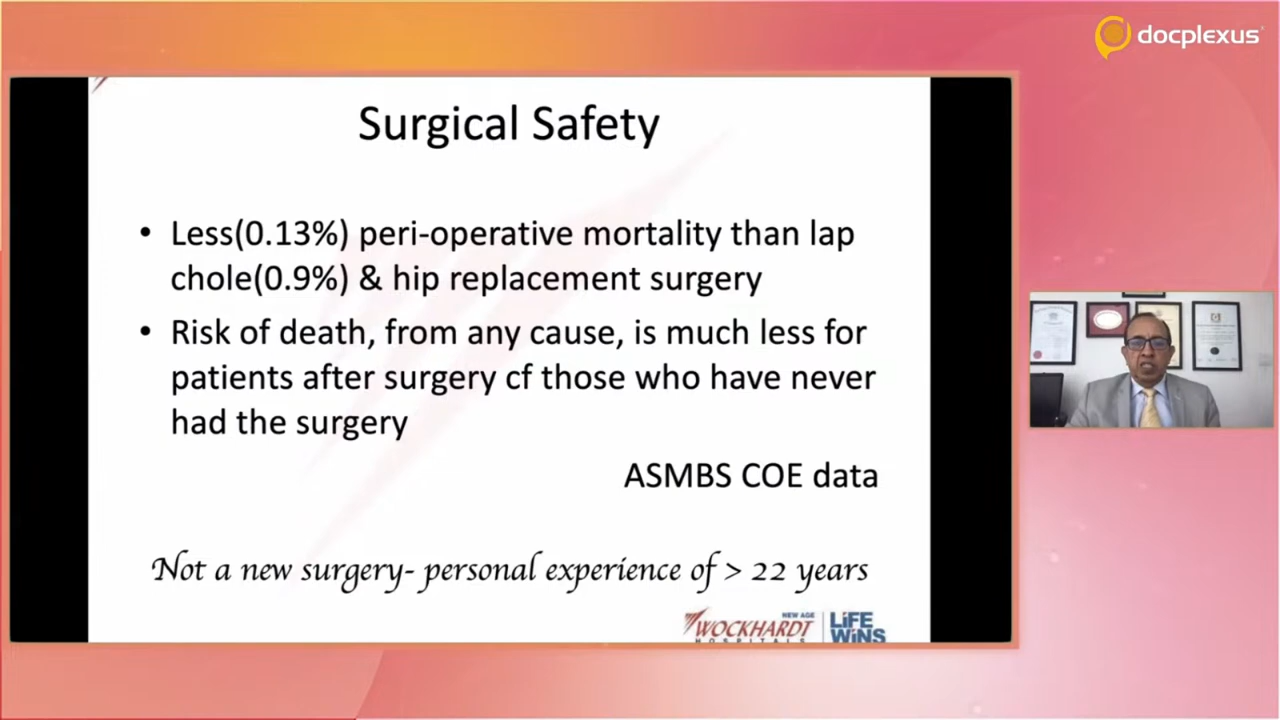 docplexus
Surgical Safety
• Less(0.13%) peri-operative mortality than lap
chole(0.9%) & hip replacement surgery
• Risk of death, from any cause, is much less for
patients after surgery cf those who have never
had the surgery
ASMBS COE data
Not a new surgery- personal experience of > 22 years
NEW AGE
WOCKHARDT
HOSPITALS
LiFE
WiNS